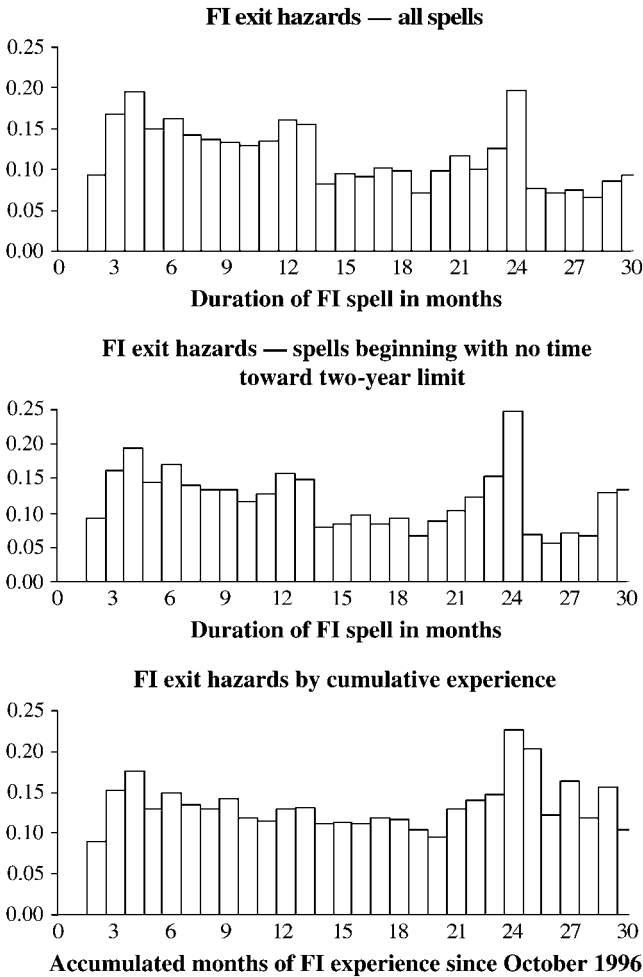 FI exit hazards — all spells
0.25
0.20
0.15
0.10
0.05
0.00
0 3 6 9 12 15 18 21 24 27 30
Duration of FI spell in months
FI exit hazards — spells beginning with no time
toward two-year limit
0.25
0.20
0.15
0.10
0.05
0.00
0 3 6 9 12 15 18 21 24 27 30
Duration of FI spell in months
FI exit hazards by cumulative experience
0.25
0.20
0.15
0.10
0.05
0.00
0 3 6 9 12 15 18 21 24 27 30
Accumulated months of FI experience since October 1996